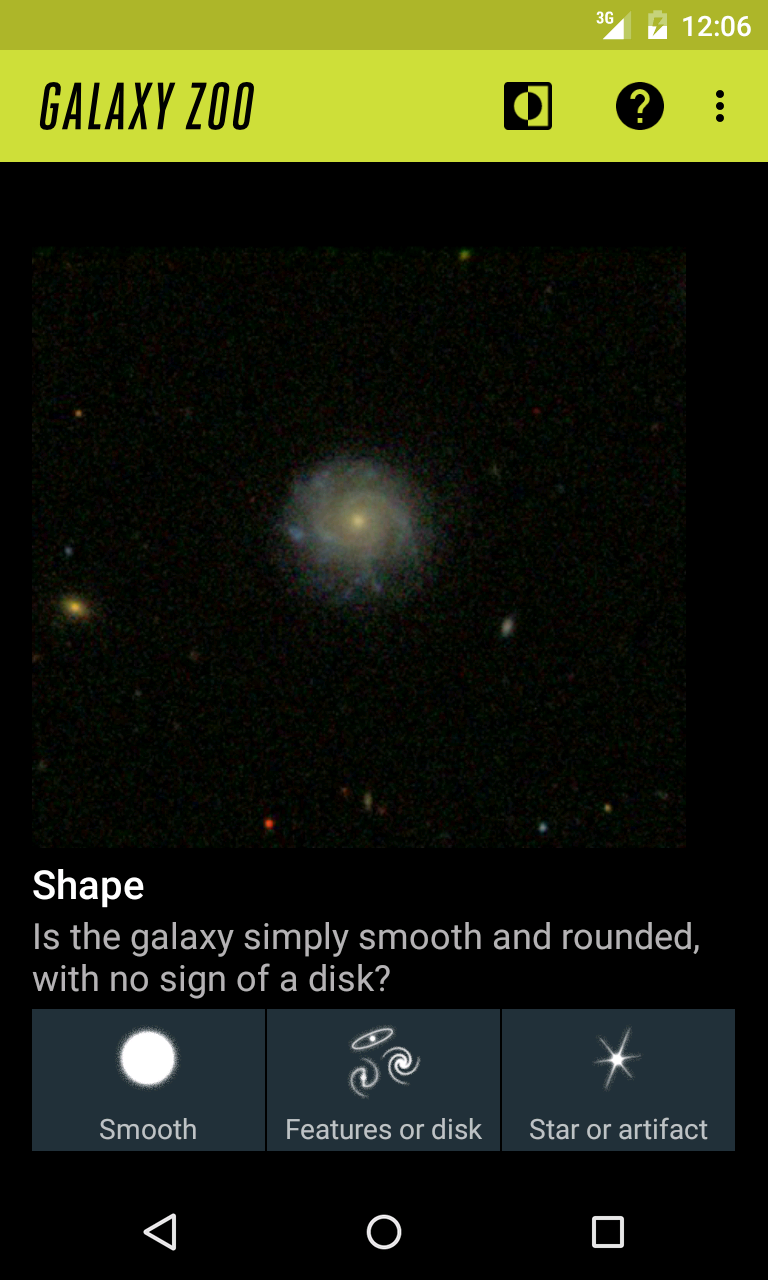 3G 12:06
GALAXY ZOO
Shape
Is the galaxy simply smooth and rounded,
with no sign of a disk?
Smooth Features or disk Star or artifact